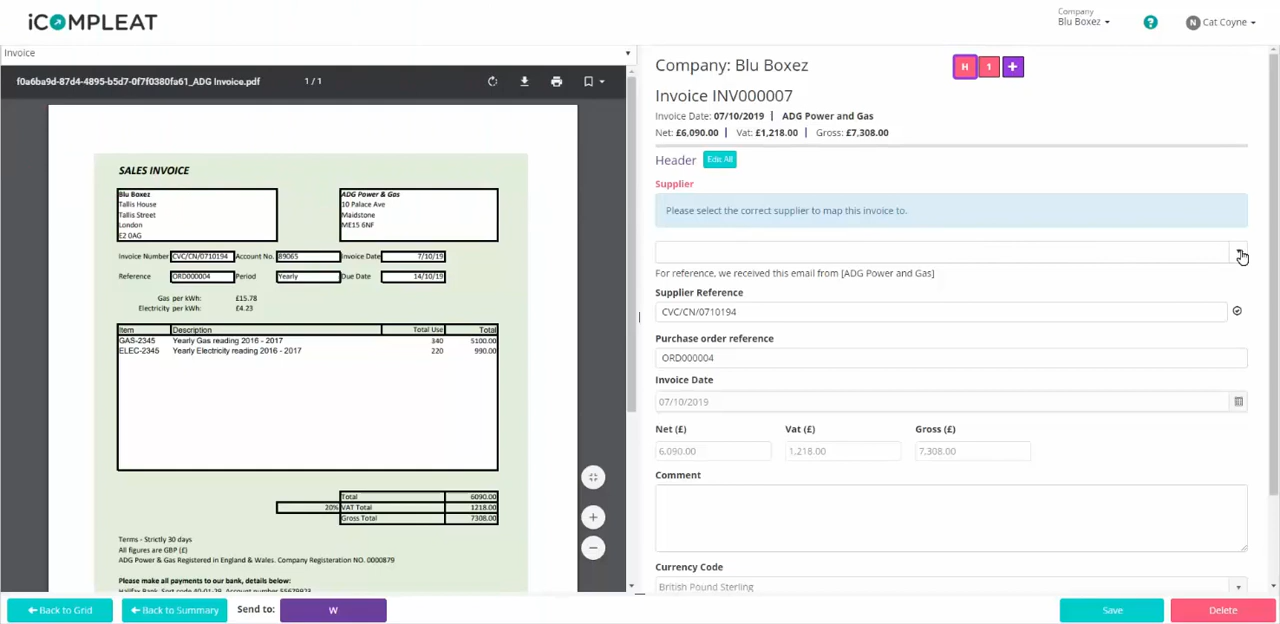 iCOMPLEAT
Company
Blu Boxez
?
N Cat Coyne
Invoice
f0a6ba9d-87d4-4895-b5d7-0f7f0380fa61_ADG Invoice.pdf 1 / 1
SALES INVOICE
Blu Boxez
Tallis House
Tallis Street
London
E2 0AG
ADG Power & Gas
10 Palace Ave
Maidstone
ME15 6NF
Invoice Number CVC/CN/0710194 Account No. 89065 Invoice Date 7/10/19
Reference ORD000004 Period Yearly Due Date 14/10/19
Gas per kWh: £15.78
Electricity per kWh: £4.23
Item Description Total Use Total
GAS-2345 Yearly Gas reading 2016 - 2017 340 5100.00
ELEC-2345 Yearly Electricity reading 2016 - 2017 220 990.00
Total 6090.00
20% VAT Total 1218.00
Gross Total 7308.00
Terms - Strictly 30 days
All figures are GBP (£)
ADG Power & Gas Registered in England & Wales. Company Registeration NO. 0000879
Please make all payments to our bank, details below:
Company: Blu Boxez
H 1 +
Invoice INV000007
Invoice Date: 07/10/2019 | ADG Power and Gas
Net: £6,090.00 | Vat: £1,218.00 | Gross: £7,308.00
Header Edit All
Supplier
Please select the correct supplier to map this invoice to.
For reference, we received this email from [ADG Power and Gas]
Supplier Reference
CVC/CN/0710194
Purchase order reference
ORD000004
Invoice Date
07/10/2019
Net (£) Vat (£) Gross (£)
6,090.00 1,218.00 7,308.00
Comment
Currency Code
British Pound Sterling
Back to Grid Back to Summary Send to: W Save Delete